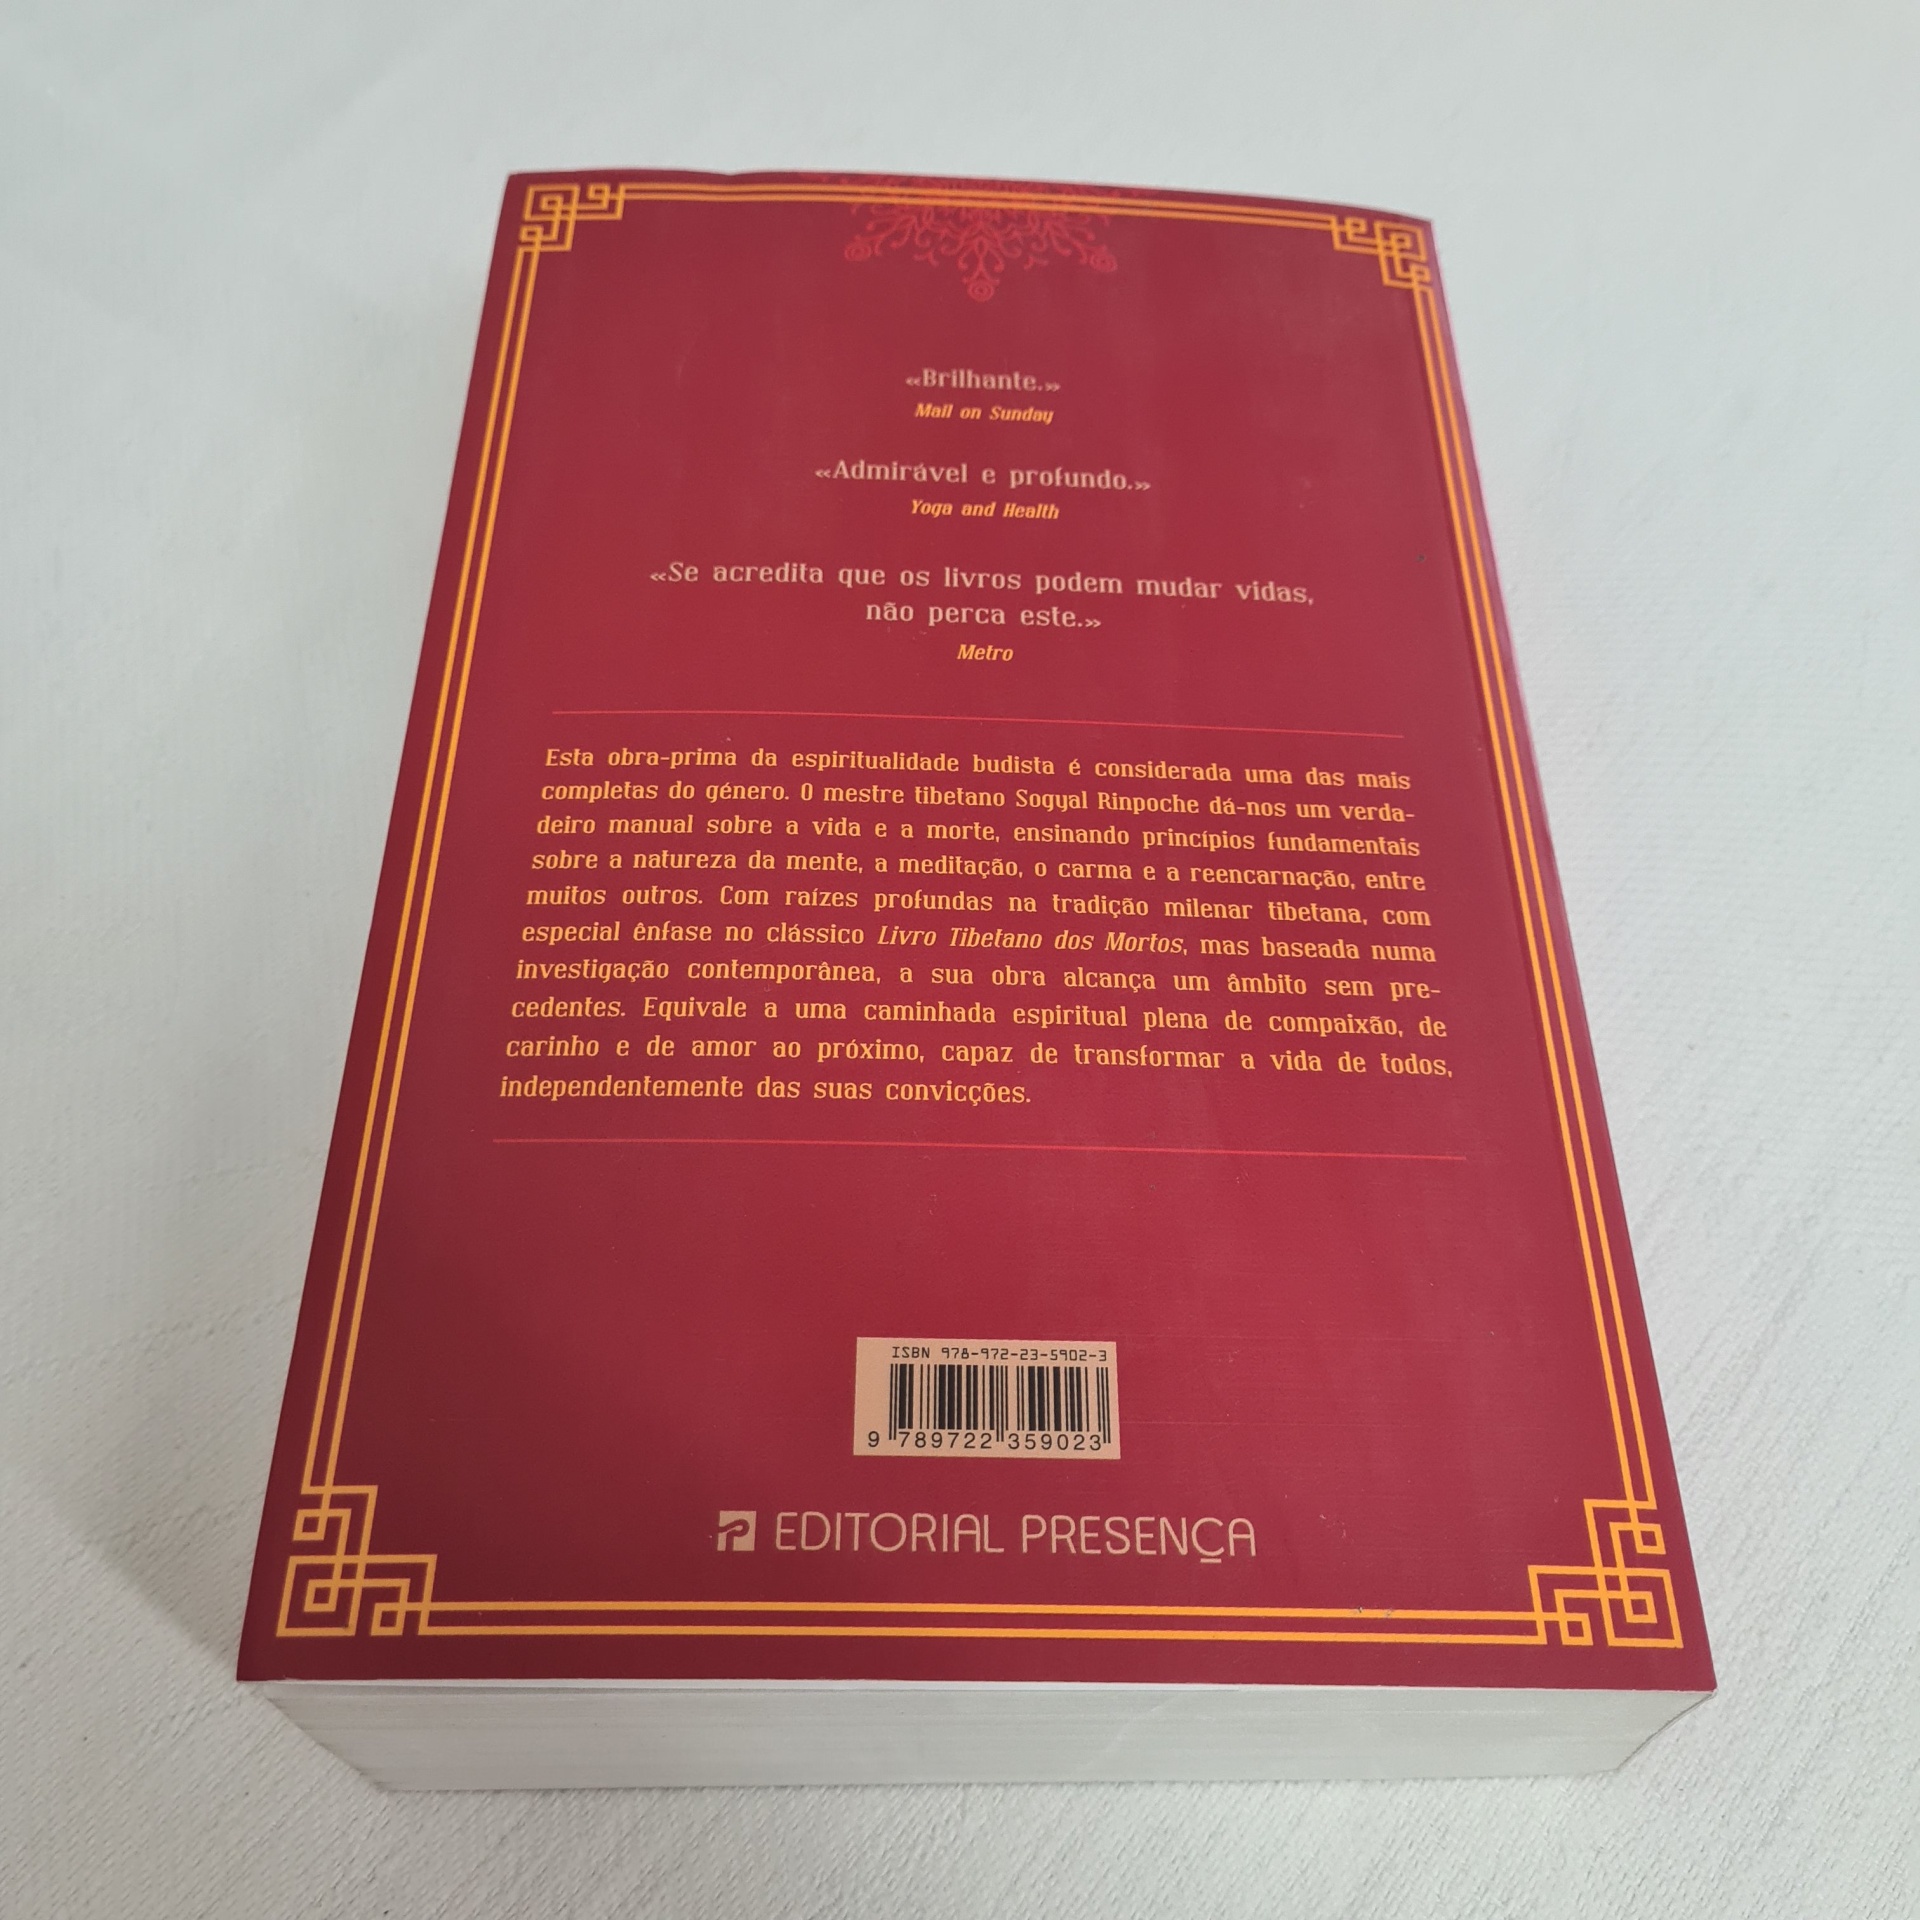 «Brilhante.»
Mail on Sunday
«Admirável e profundo.»
Yoga and Health
«Se acredita que os livros podem mudar vidas,
não perca este.»
Metro
Esta obra-prima da espiritualidade budista é considerada uma das mais
completas do género. O mestre tibetano Sogyal Rinpoche dá-nos um verda-
deiro manual sobre a vida e a morte, ensinando princípios fundamentais
sobre a natureza da mente, a meditação, o carma e a reencarnação, entre
muitos outros. Com raízes profundas na tradição milenar tibetana, com
especial ênfase no clássico Livro Tibetano dos Mortos, mas baseada numa
investigação contemporânea, a sua obra alcança um âmbito sem pre-
cedentes. Equivale a uma caminhada espiritual plena de compaixão, de
carinho e de amor ao próximo, capaz de transformar a vida de todos,
independentemente das suas convicções.
ISBN 978-972-23-5902-3
9 789722 359023
EDITORIAL PRESENÇA